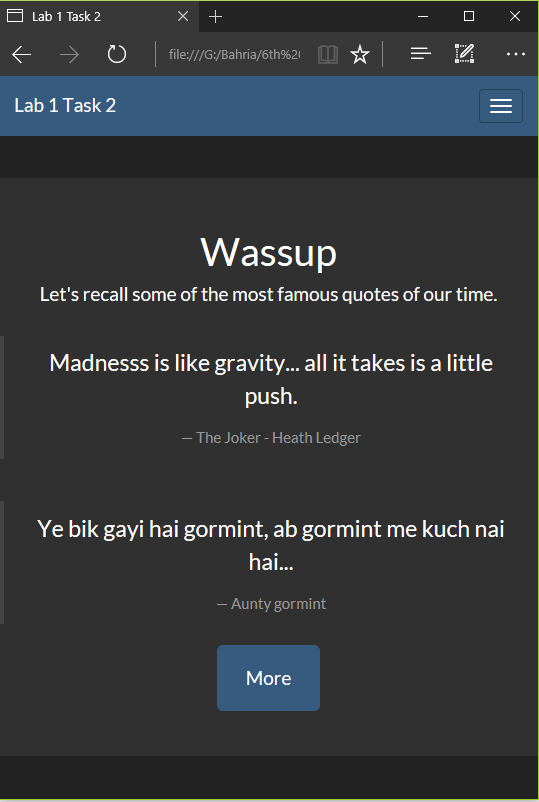 Lab 1 Task 2
file:///G:/Bahria/6th%20
Lab 1 Task 2
Wassup
Let's recall some of the most famous quotes of our time.
Madnesss is like gravity... all it takes is a little
push.
— The Joker - Heath Ledger
Ye bik gayi hai gormint, ab gormint me kuch nai
hai...
— Aunty gormint
More